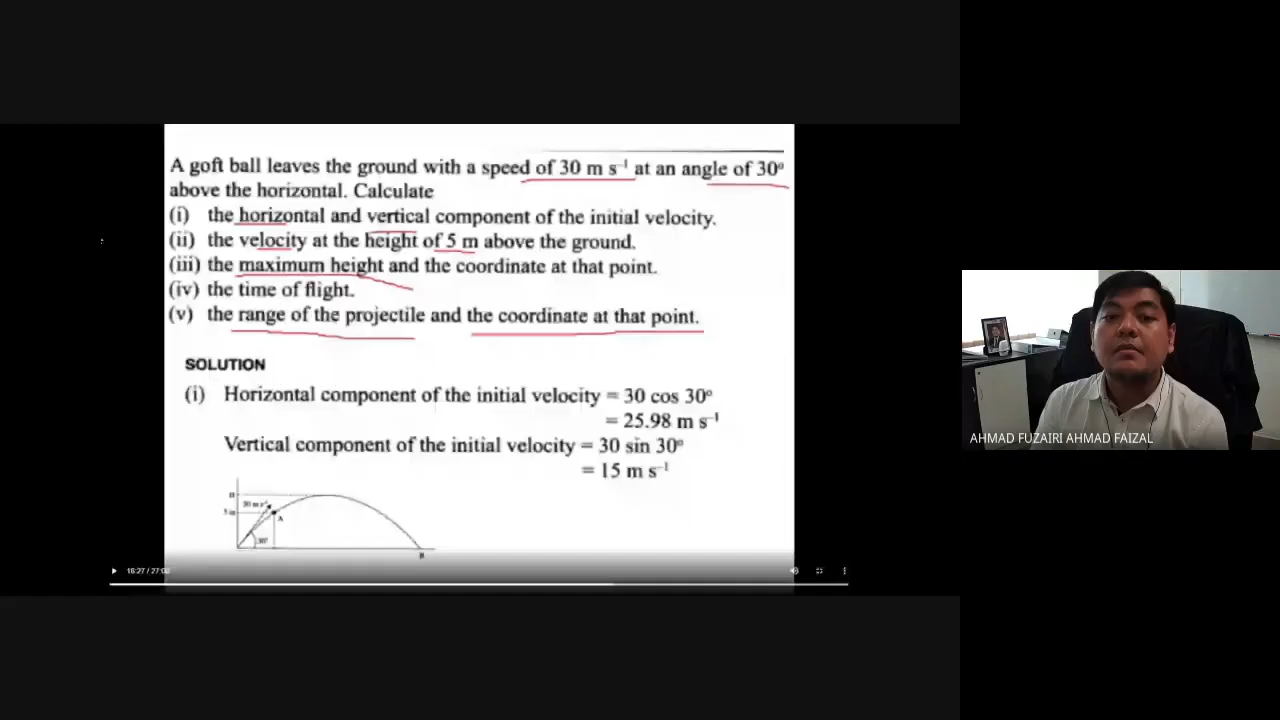 A goft ball leaves the ground with a speed of 30 m s⁻¹ at an angle of 30°
above the horizontal. Calculate
(i) the horizontal and vertical component of the initial velocity.
(ii) the velocity at the height of 5 m above the ground.
(iii) the maximum height and the coordinate at that point.
(iv) the time of flight.
(v) the range of the projectile and the coordinate at that point.
SOLUTION
(i) Horizontal component of the initial velocity = 30 cos 30°
= 25.98 m s⁻¹
Vertical component of the initial velocity = 30 sin 30°
= 15 m s⁻¹
30 m s⁻¹
5 m
A
30°
B
AHMAD FUZAIRI AHMAD FAIZAL